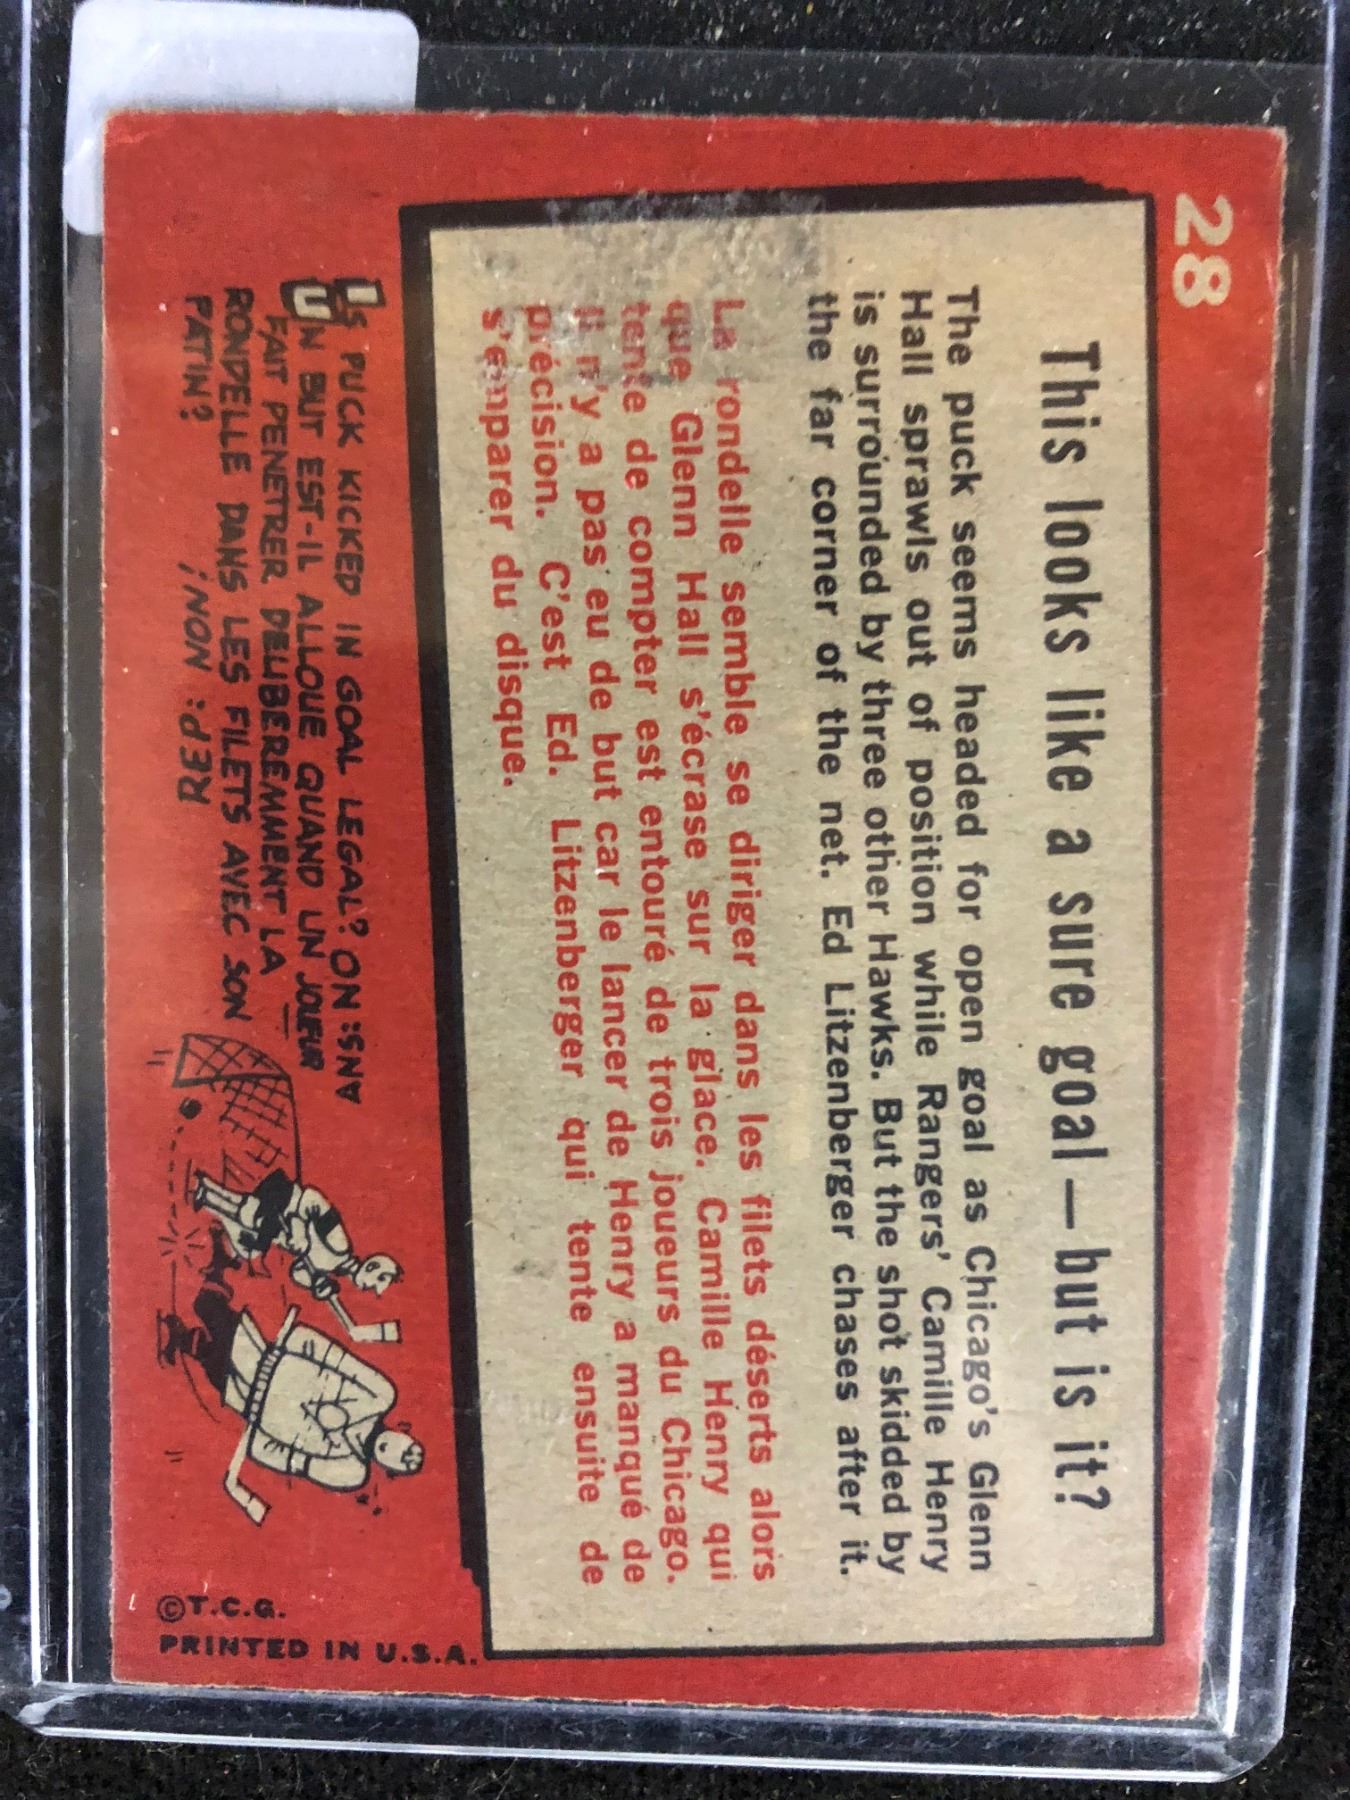 28
This looks like a sure goal — but is it?
The puck seems headed for open goal as Chicago's Glenn
Hall sprawls out of position while Rangers' Camille Henry
is surrounded by three other Hawks. But the shot skidded by
the far corner of the net. Ed Litzenberger chases after it.
La rondelle semble se diriger dans les filets déserts alors
que Glenn Hall s'écrase sur la glace. Camille Henry qui
tente de compter est entouré de trois joueurs du Chicago.
Il n'y a pas eu de but car le lancer de Henry a manqué de
précision. C'est Ed. Litzenberger qui tente ensuite de
s'emparer du disque.
IS PUCK KICKED IN GOAL LEGAL? ON:SNA
UN BUT EST-IL ALLOUE QUAND UN JOUEUR
FAIT PENETRER DELIBEREMMENT LA
RONDELLE DANS LES FILETS AVEC SON
PATIN?
RÉP: NON!
©T.C.G.
PRINTED IN U.S.A.